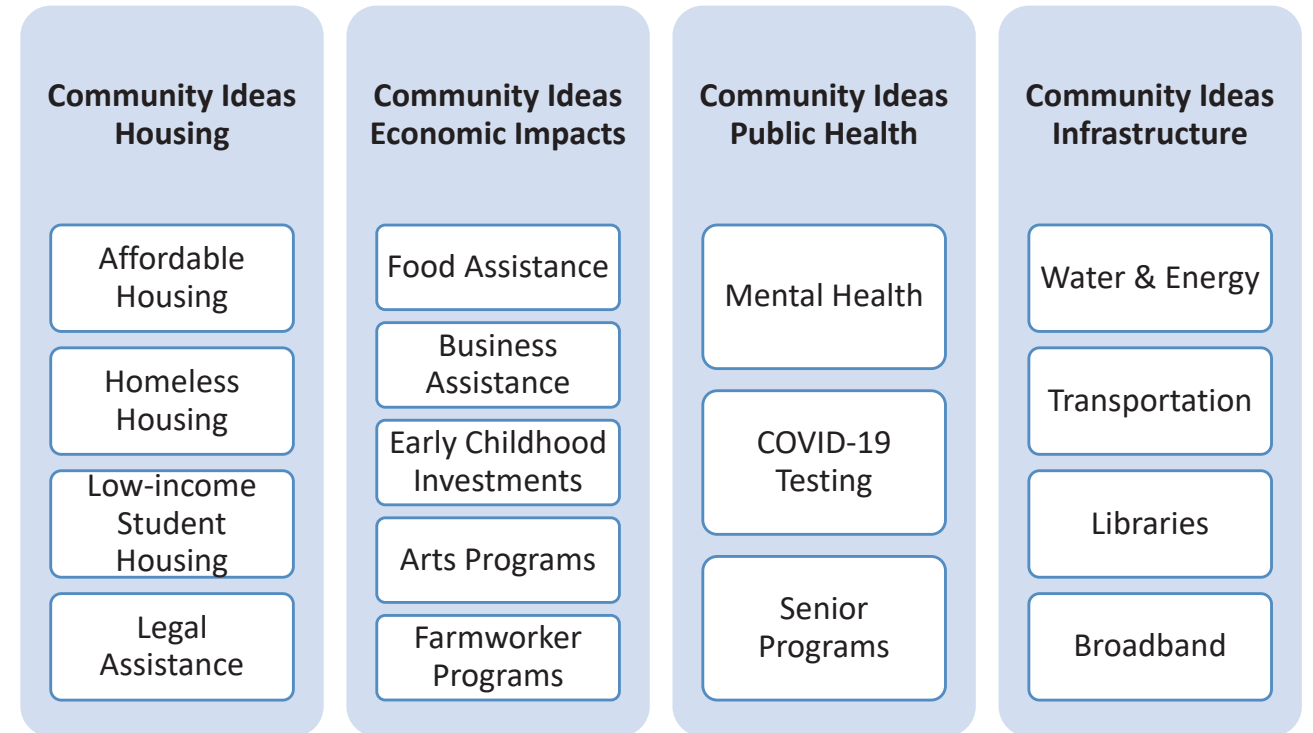 Community Ideas
Housing
Affordable
Housing
Homeless
Housing
Low-income
Student
Housing
Legal
Assistance
Community Ideas
Economic Impacts
Food Assistance
Business
Assistance
Early Childhood
Investments
Arts Programs
Farmworker
Programs
Community Ideas
Public Health
Mental Health
COVID-19
Testing
Senior
Programs
Community Ideas
Infrastructure
Water & Energy
Transportation
Libraries
Broadband